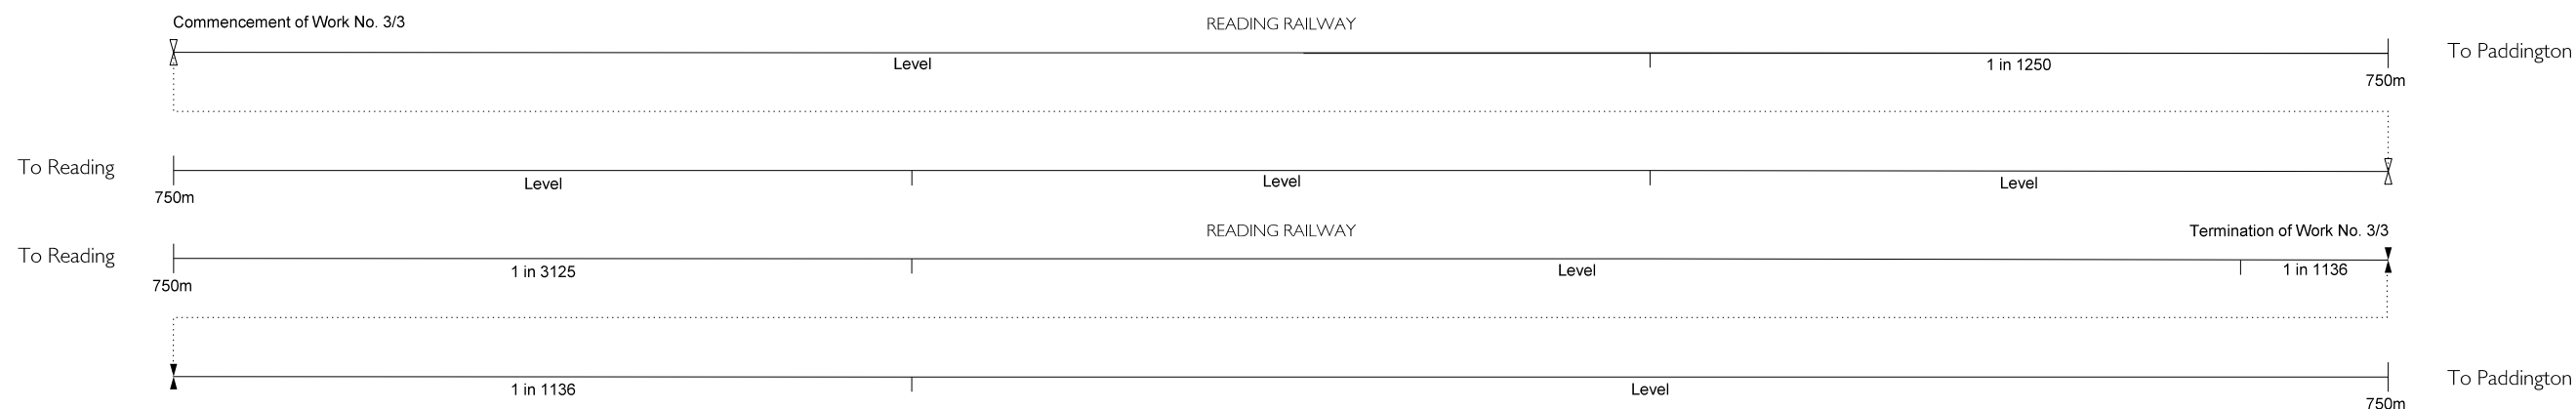 Commencement of Work No. 3/3
READING RAILWAY
To Paddington
Level
1 in 1250
750m
To Reading
Level
Level
Level
750m
READING RAILWAY
Termination of Work No. 3/3
To Reading
1 in 3125
Level
1 in 1136
750m
1 in 1136
Level
To Paddington
750m